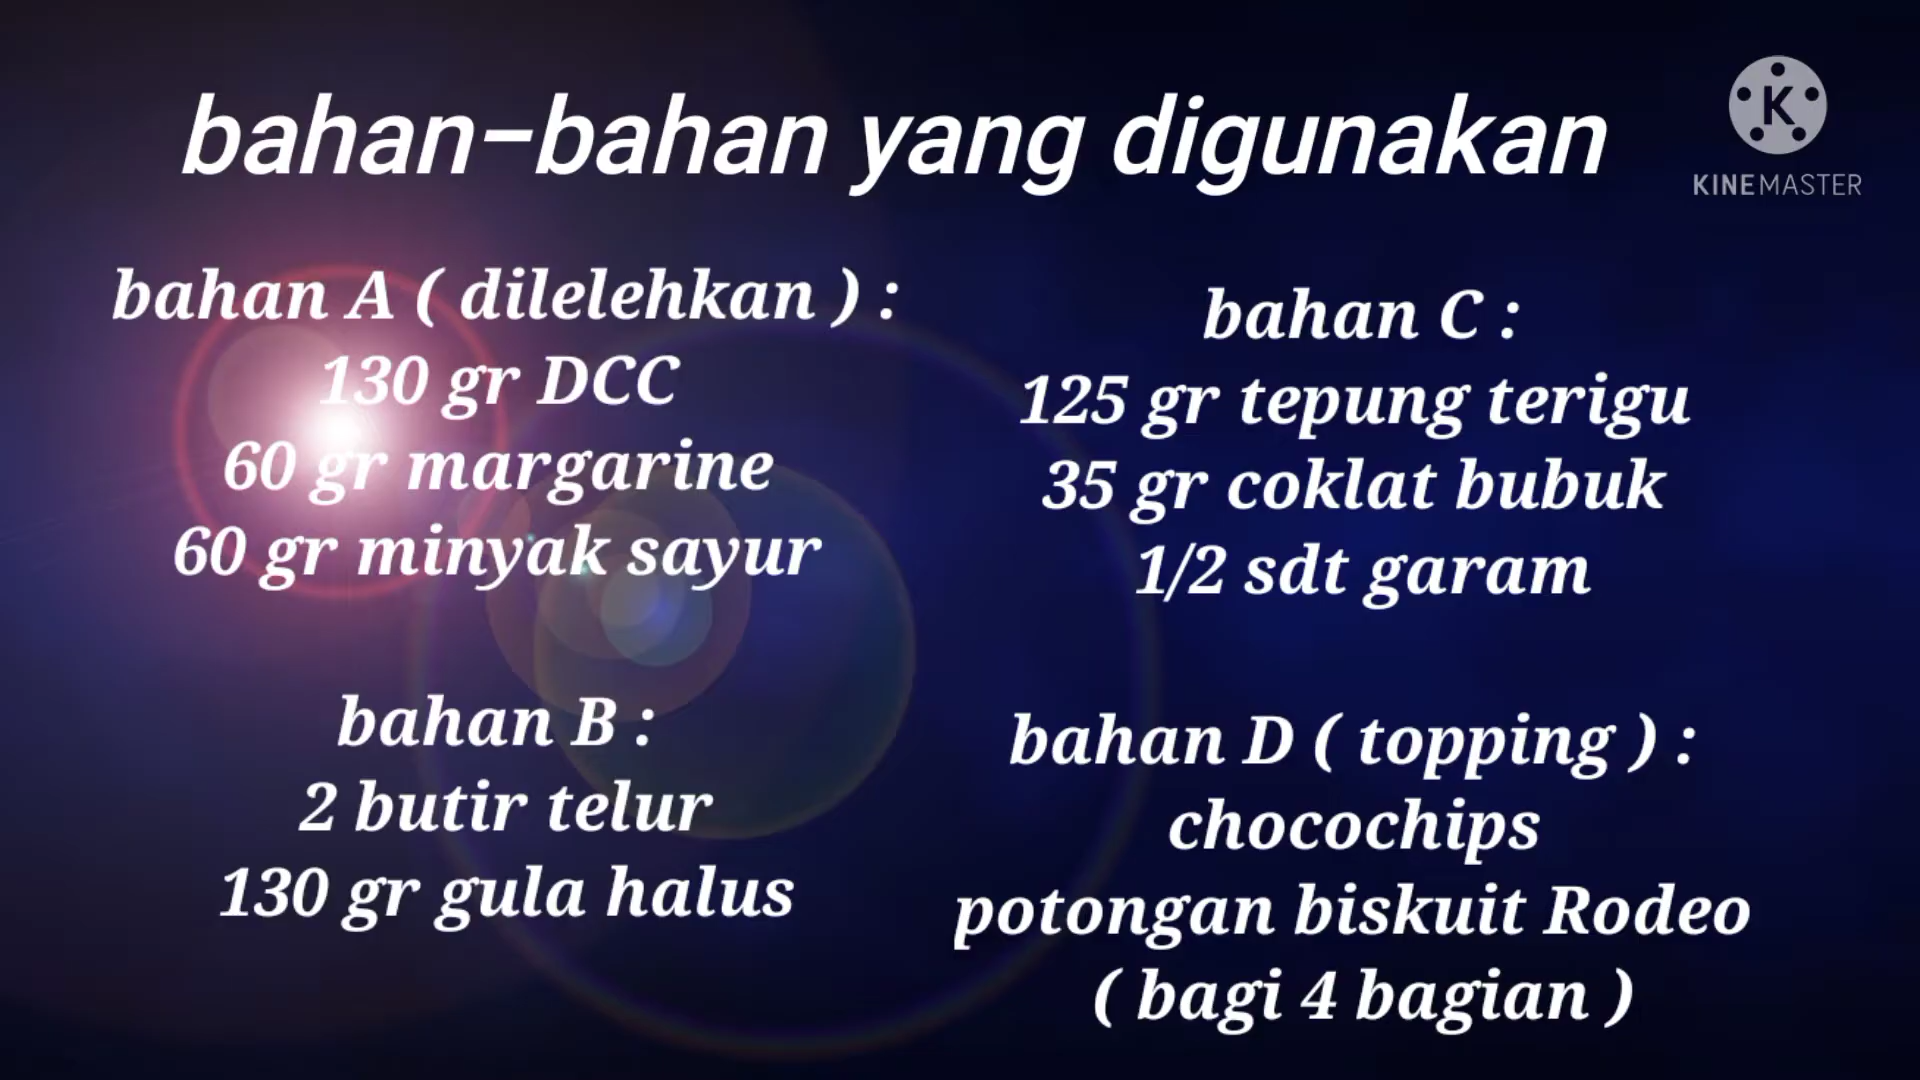 bahan-bahan yang digunakan
KINEMASTER
bahan A ( dilelehkan ) :
130 gr DCC
60 gr margarine
60 gr minyak sayur
bahan B :
2 butir telur
130 gr gula halus
bahan C :
125 gr tepung terigu
35 gr coklat bubuk
1/2 sdt garam
bahan D ( topping ) :
chocochips
potongan biskuit Rodeo
( bagi 4 bagian )